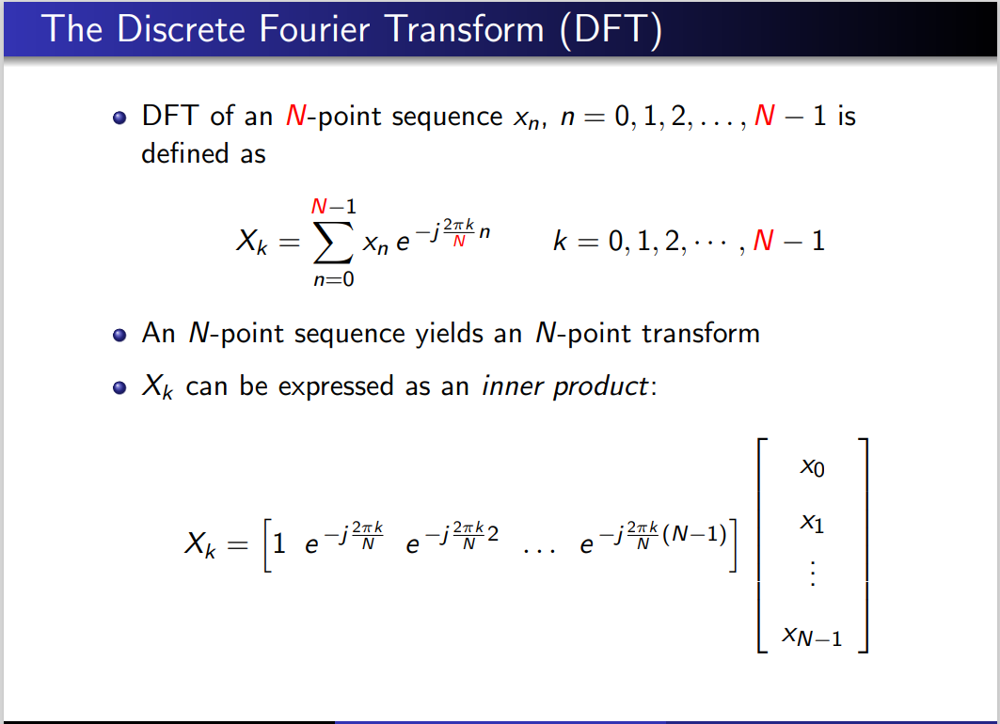 The Discrete Fourier Transform (DFT)
DFT of an N-point sequence xₙ, n = 0, 1, 2, . . . , N − 1 is
defined as
$X_k = \sum_{n=0}^{N-1} x_n \, e^{-j\frac{2\pi k}{N}n} \qquad k = 0, 1, 2, \cdots, N-1$
An N-point sequence yields an N-point transform
Xₖ can be expressed as an inner product:
$X_k = \begin{bmatrix} 1 & e^{-j\frac{2\pi k}{N}} & e^{-j\frac{2\pi k}{N}2} & \ldots & e^{-j\frac{2\pi k}{N}(N-1)} \end{bmatrix} \begin{bmatrix} x_0 \\ x_1 \\ \vdots \\ x_{N-1} \end{bmatrix}$